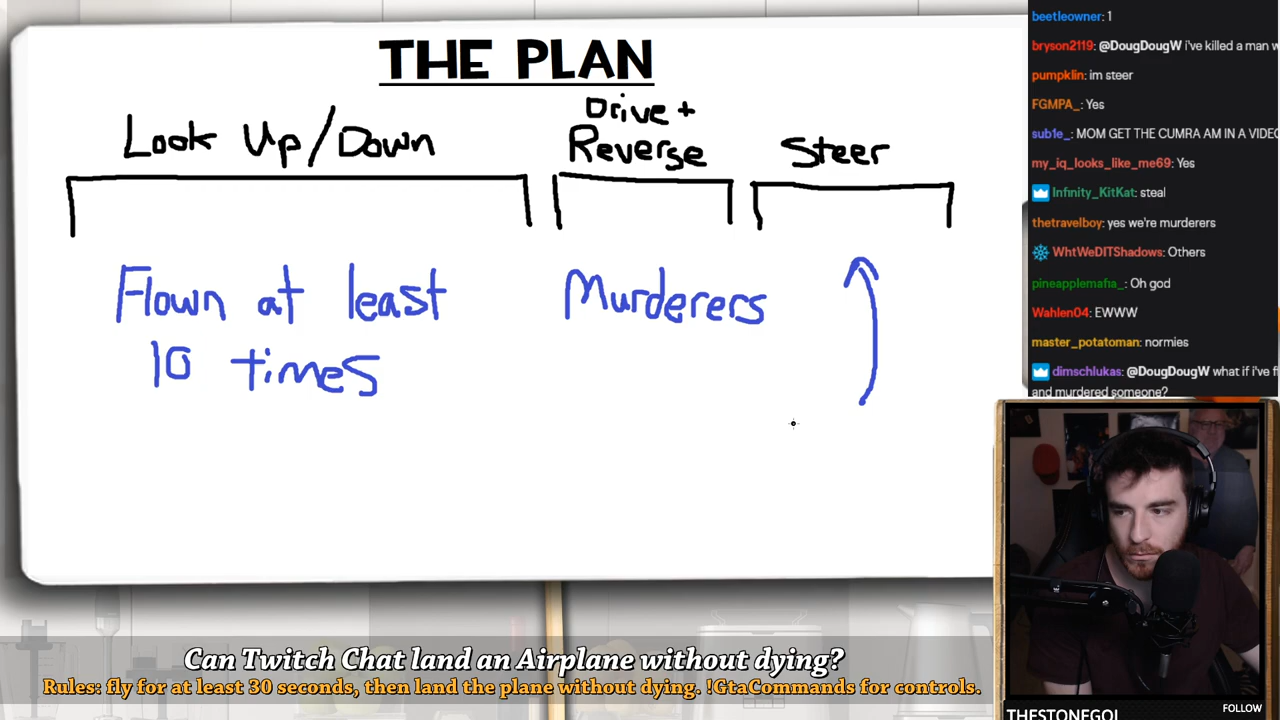 THE PLAN
Look Up/Down
Drive +
Reverse
Steer
Flown at least
10 times
Murderers
beetleowner: 1
bryson2119: @DougDougW i've killed a man w
pumpklin: im steer
FGMPA_: Yes
sub1e_: MOM GET THE CUMRA AM IN A VIDEO
my_iq_looks_like_me69: Yes
Infinity_KitKat: steal
thetravelboy: yes we're murderers
WhtWeDITShadows: Others
pineapplemafia_: Oh god
Wahlen04: EWWW
master_potatoman: normies
dimschlukas: @DougDougW what if i've f
and murdered someone?
Can Twitch Chat land an Airplane without dying?
Rules: fly for at least 30 seconds, then land the plane without dying. !GtaCommands for controls.
THESTONEGOL
FOLLOW